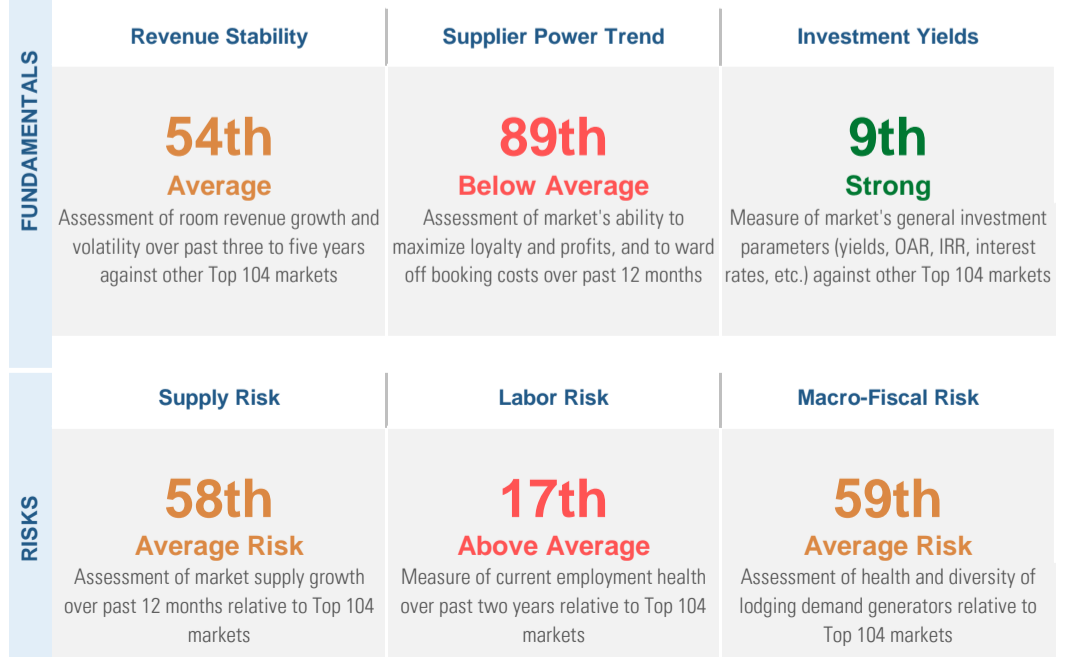 FUNDAMENTALS
Revenue Stability
54th
Average
Assessment of room revenue growth and
volatility over past three to five years
against other Top 104 markets
Supplier Power Trend
89th
Below Average
Assessment of market's ability to
maximize loyalty and profits, and to ward
off booking costs over past 12 months
Investment Yields
9th
Strong
Measure of market's general investment
parameters (yields, OAR, IRR, interest
rates, etc.) against other Top 104 markets
RISKS
Supply Risk
58th
Average Risk
Assessment of market supply growth
over past 12 months relative to Top 104
markets
Labor Risk
17th
Above Average
Measure of current employment health
over past two years relative to Top 104
markets
Macro-Fiscal Risk
59th
Average Risk
Assessment of health and diversity of
lodging demand generators relative to
Top 104 markets